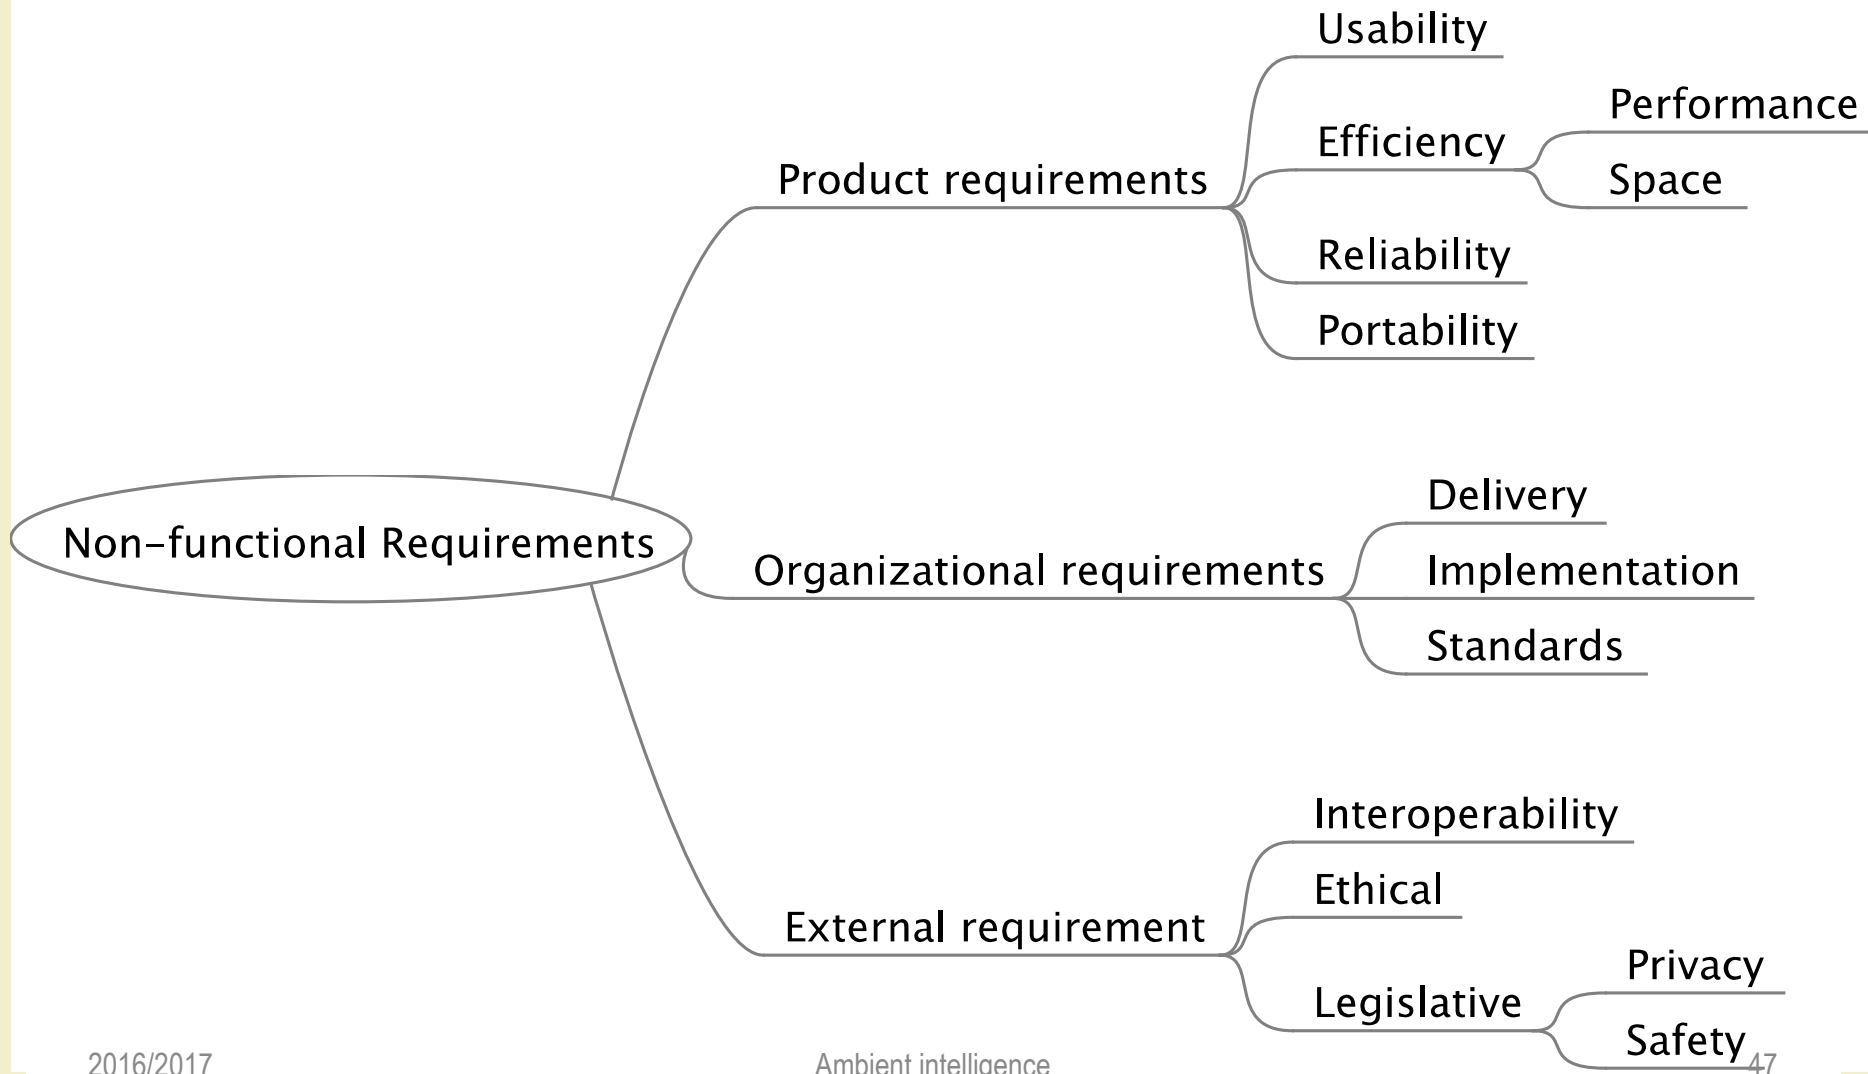 Usability
Performance
Efficiency
Product requirements
Space
Reliability
Portability
Delivery
Non-functional Requirements
Organizational requirements
Implementation
Standards
Interoperability
Ethical
External requirement
Privacy
Legislative
Safety
2016/2017
Ambient intelligence
47